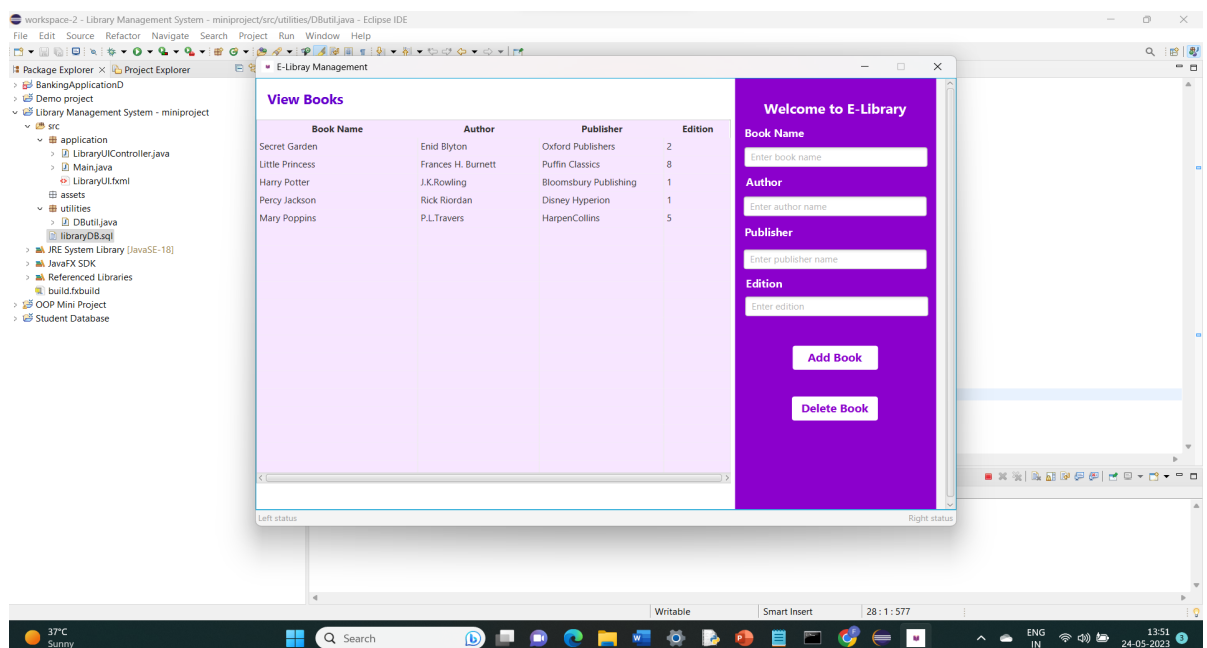 workspace-2 - Library Management System - miniproject/src/utilities/DButil.java - Eclipse IDE
File Edit Source Refactor Navigate Search Project Run Window Help
Package Explorer
Project Explorer
BankingApplicationD
Demo project
Library Management System - miniproject
src
application
LibraryUIController.java
Main.java
LibraryUI.fxml
assets
utilities
DButil.java
libraryDB.sql
JRE System Library [JavaSE-18]
JavaFX SDK
Referenced Libraries
build.fxbuild
OOP Mini Project
Student Database
E-Libray Management
View Books
Book Name Author Publisher Edition
Secret Garden Enid Blyton Oxford Publishers 2
Little Princess Frances H. Burnett Puffin Classics 8
Harry Potter J.K.Rowling Bloomsbury Publishing 1
Percy Jackson Rick Riordan Disney Hyperion 1
Mary Poppins P.L.Travers HarpenCollins 5
Welcome to E-Library
Book Name
Enter book name
Author
Enter author name
Publisher
Enter publisher name
Edition
Enter edition
Add Book
Delete Book
Left status Right status
Writable Smart Insert 28 : 1 : 577
37°C
Sunny
Search
ENG
IN
13:51
24-05-2023
3